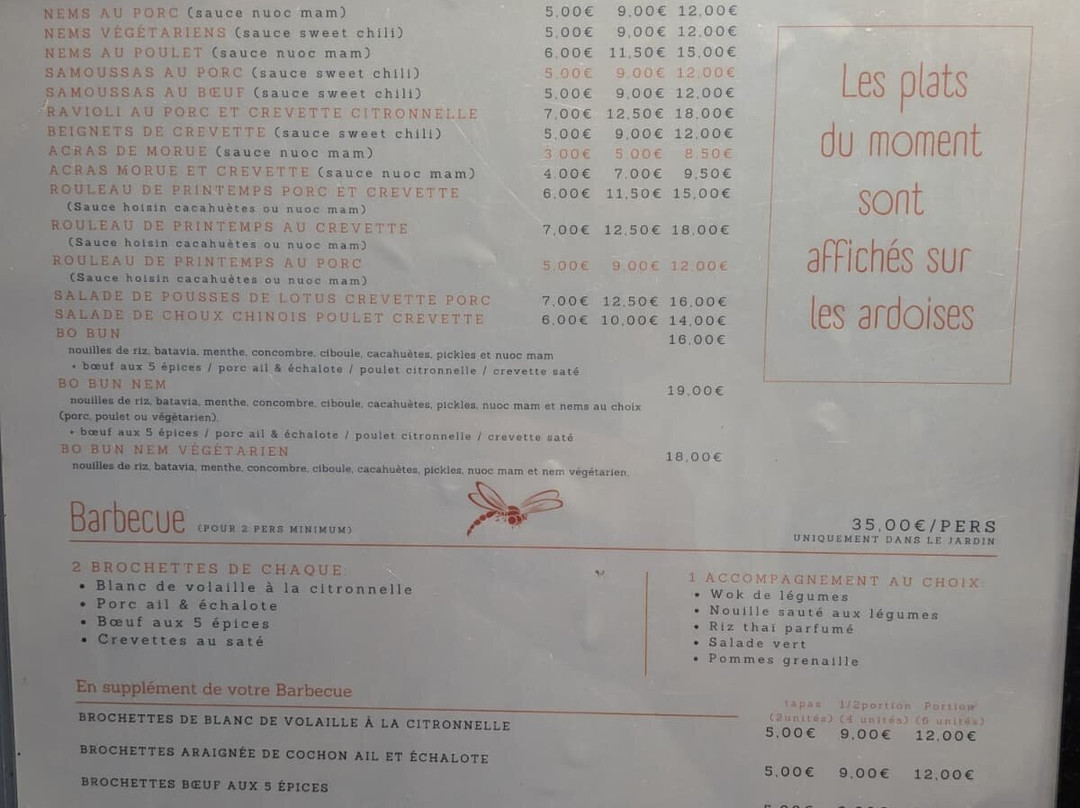 NEMS AU PORC (sauce nuoc mam) 5,00€ 9,00€ 12,00€
NEMS VÉGÉTARIENS (sauce sweet chili) 5,00€ 9,00€ 12,00€
NEMS AU POULET (sauce nuoc mam) 6,00€ 11,50€ 15,00€
SAMOUSSAS AU PORC (sauce sweet chili) 5,00€ 9,00€ 12,00€
SAMOUSSAS AU BŒUF (sauce sweet chili) 5,00€ 9,00€ 12,00€
RAVIOLI AU PORC ET CREVETTE CITRONNELLE 7,00€ 12,50€ 18,00€
BEIGNETS DE CREVETTE (sauce sweet chili) 5,00€ 9,00€ 12,00€
ACRAS DE MORUE (sauce nuoc mam) 3,00€ 5,00€ 8,50€
ACRAS MORUE ET CREVETTE (sauce nuoc mam) 4,00€ 7,00€ 9,50€
ROULEAU DE PRINTEMPS PORC ET CREVETTE 6,00€ 11,50€ 15,00€
(Sauce hoisin cacahuètes ou nuoc mam)
ROULEAU DE PRINTEMPS AU CREVETTE 7,00€ 12,50€ 18,00€
(Sauce hoisin cacahuètes ou nuoc mam)
ROULEAU DE PRINTEMPS AU PORC 5,00€ 9,00€ 12,00€
(Sauce hoisin cacahuètes ou nuoc mam)
SALADE DE POUSSES DE LOTUS CREVETTE PORC 7,00€ 12,50€ 16,00€
SALADE DE CHOUX CHINOIS POULET CREVETTE 6,00€ 10,00€ 14,00€
BO BUN 16,00€
nouilles de riz, batavia, menthe, concombre, ciboule, cacahuètes, pickles et nuoc mam
• bœuf aux 5 épices / porc ail & échalote / poulet citronnelle / crevette saté
BO BUN NEM 19,00€
nouilles de riz, batavia, menthe, concombre, ciboule, cacahuètes, pickles, nuoc mam et nems au choix
(porc, poulet ou végétarien).
• bœuf aux 5 épices / porc ail & échalote / poulet citronnelle / crevette saté
BO BUN NEM VÉGÉTARIEN 18,00€
nouilles de riz, batavia, menthe, concombre, ciboule, cacahuètes, pickles, nuoc mam et nem végétarien.
Les plats
du moment
sont
affichés sur
les ardoises
Barbecue (POUR 2 PERS MINIMUM) 35,00€/PERS
UNIQUEMENT DANS LE JARDIN
2 BROCHETTES DE CHAQUE:
• Blanc de volaille à la citronnelle
• Porc ail & échalote
• Bœuf aux 5 épices
• Crevettes au saté
1 ACCOMPAGNEMENT AU CHOIX:
• Wok de légumes
• Nouille sauté aux légumes
• Riz thaï parfumé
• Salade vert
• Pommes grenaille
En supplément de votre Barbecue
tapas 1/2portion Portion
(2unités) (4 unités) (6 unités)
BROCHETTES DE BLANC DE VOLAILLE À LA CITRONNELLE 5,00€ 9,00€ 12,00€
BROCHETTES ARAIGNÉE DE COCHON AIL ET ÉCHALOTE 5,00€ 9,00€ 12,00€
BROCHETTES BŒUF AUX 5 ÉPICES